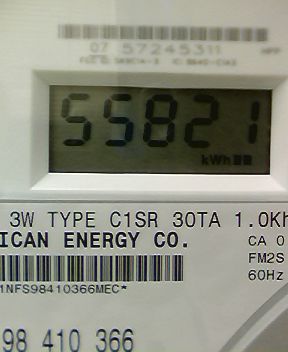 07 57245311
55821
kWh
3W TYPE C1SR 30TA 1.0Kh
ICAN ENERGY CO.
CA 0
FM2S
60Hz
1NFS98410366MEC*
98 410 366